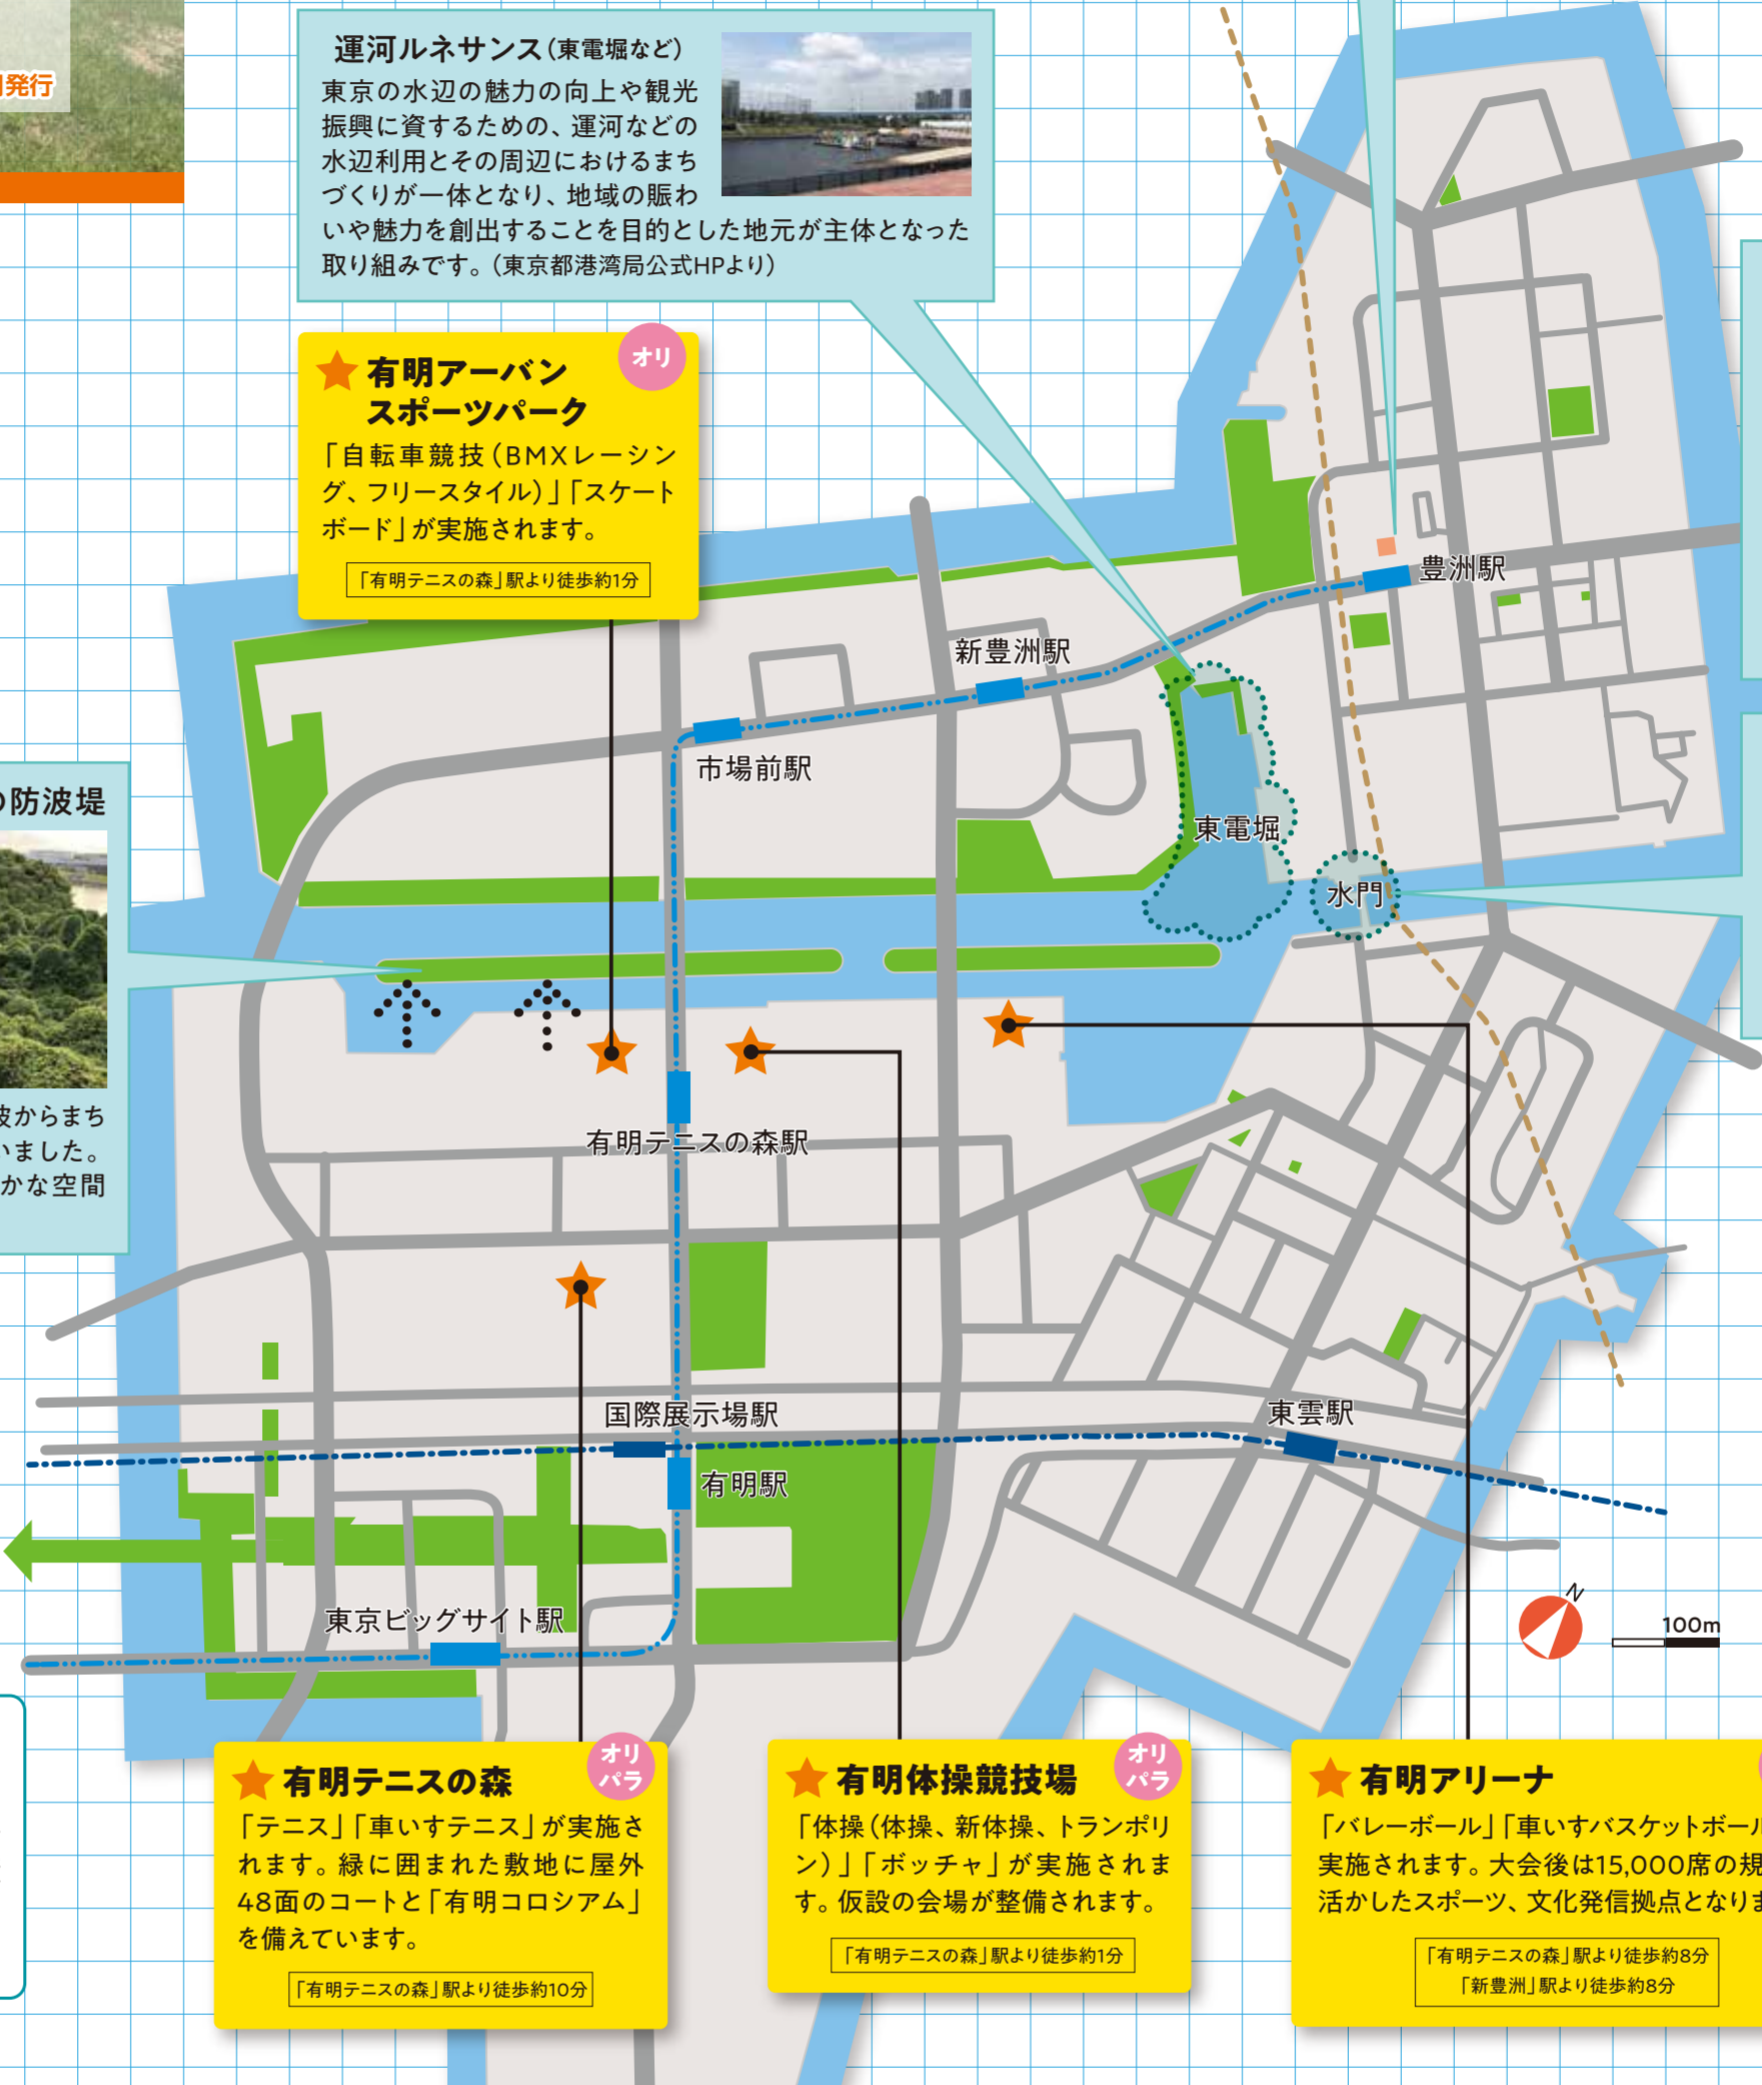 発行
運河ルネサンス（東電堀など）
東京の水辺の魅力の向上や観光
振興に資するための、運河などの
水辺利用とその周辺におけるまち
づくりが一体となり、地域の賑わ
いや魅力を創出することを目的とした地元が主体となった
取り組みです。（東京都港湾局公式HPより）
有明アーバン
スポーツパーク
オリ
「自転車競技（BMXレーシン
グ、フリースタイル）」「スケート
ボード」が実施されます。
「有明テニスの森」駅より徒歩約1分
豊洲駅
新豊洲駅
市場前駅
東電堀
水門
の防波堤
波からまち
いました。
かな空間
有明テニスの森駅
国際展示場駅
東雲駅
有明駅
東京ビッグサイト駅
N
100m
有明テニスの森
オリ
パラ
「テニス」「車いすテニス」が実施さ
れます。緑に囲まれた敷地に屋外
48面のコートと「有明コロシアム」
を備えています。
「有明テニスの森」駅より徒歩約10分
有明体操競技場
オリ
パラ
「体操（体操、新体操、トランポリ
ン）」「ボッチャ」が実施されま
す。仮設の会場が整備されます。
「有明テニスの森」駅より徒歩約1分
有明アリーナ
「バレーボール」「車いすバスケットボール
実施されます。大会後は15,000席の規
活かしたスポーツ、文化発信拠点となりま
「有明テニスの森」駅より徒歩約8分
「新豊洲」駅より徒歩約8分